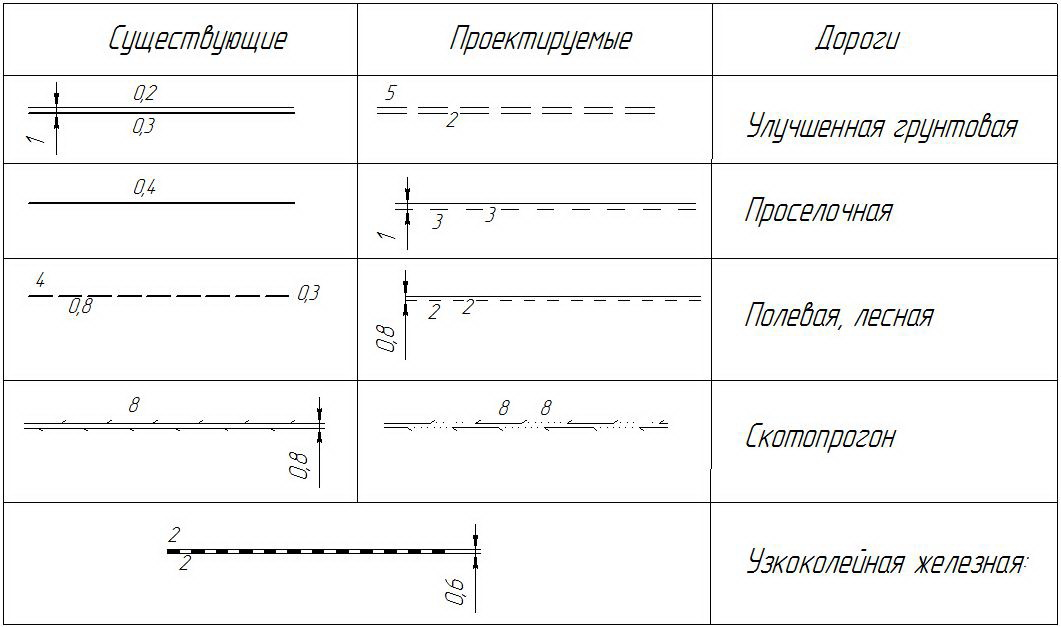 Существующие Проектируемые Дороги
0,2 5
1 0,3 2 Улучшенная грунтовая
0,4
1 3 3 Проселочная
4 0,8 0,3
0,8 2 2 Полевая, лесная
8 8 8
0,8 Скотопрогон
2
2 0,6 Узкоколейная железная: